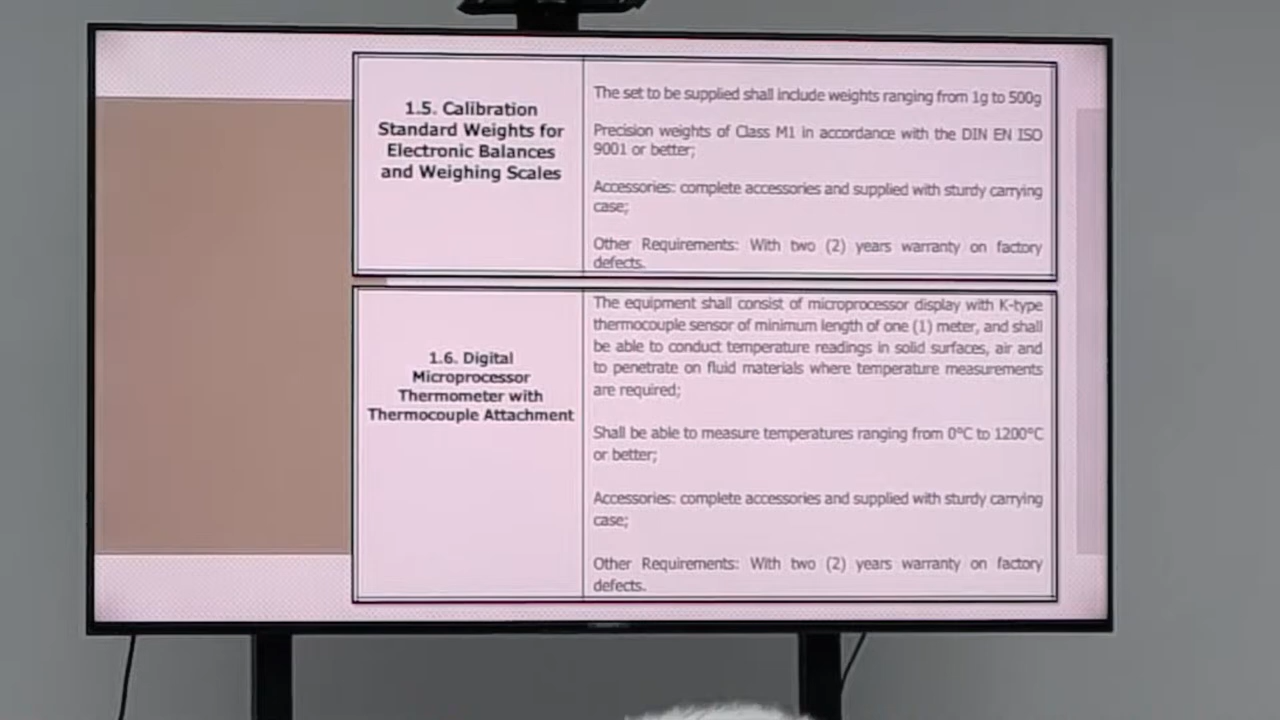 1.5. Calibration
Standard Weights for
Electronic Balances
and Weighing Scales
The set to be supplied shall include weights ranging from 1g to 500g
Precision weights of Class M1 in accordance with the DIN EN ISO
9001 or better;
Accessories: complete accessories and supplied with sturdy carrying
case;
Other Requirements: With two (2) years warranty on factory
defects.
1.6. Digital
Microprocessor
Thermometer with
Thermocouple Attachment
The equipment shall consist of microprocessor display with K-type
thermocouple sensor of minimum length of one (1) meter, and shall
be able to conduct temperature readings in solid surfaces, air and
to penetrate on fluid materials where temperature measurements
are required;
Shall be able to measure temperatures ranging from 0°C to 1200°C
or better;
Accessories: complete accessories and supplied with sturdy carrying
case;
Other Requirements: With two (2) years warranty on factory
defects.